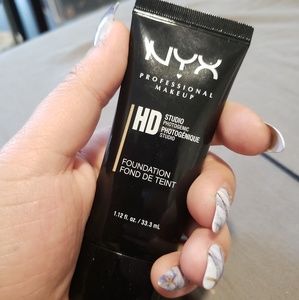 NYX
PROFESSIONAL
MAKEUP
HD
STUDIO
PHOTOGENIC
PHOTOGÉNIQUE
STUDIO
FOUNDATION
FOND DE TEINT
1.12 fl. oz. / 33.3 mL